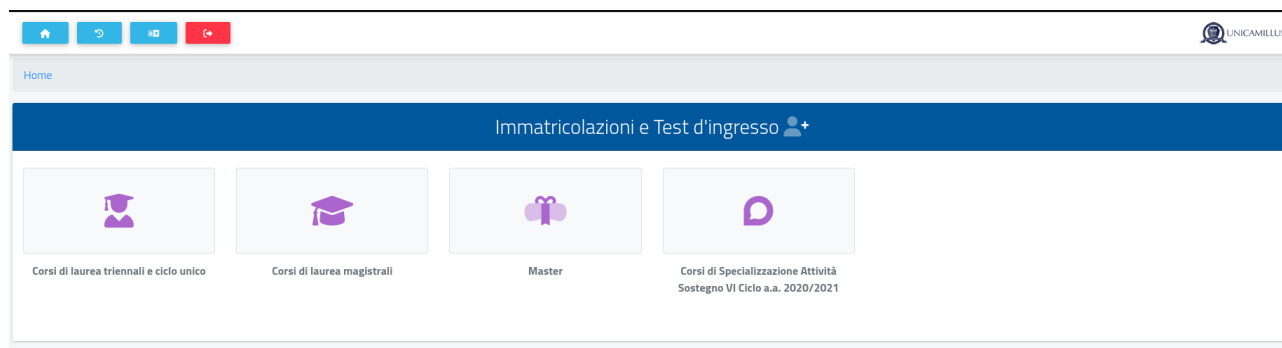 UNICAMILLUS
Home
Immatricolazioni e Test d'ingresso
Corsi di laurea triennali e ciclo unico
Corsi di laurea magistrali
Master
Corsi di Specializzazione Attività
Sostegno VI Ciclo a.a. 2020/2021